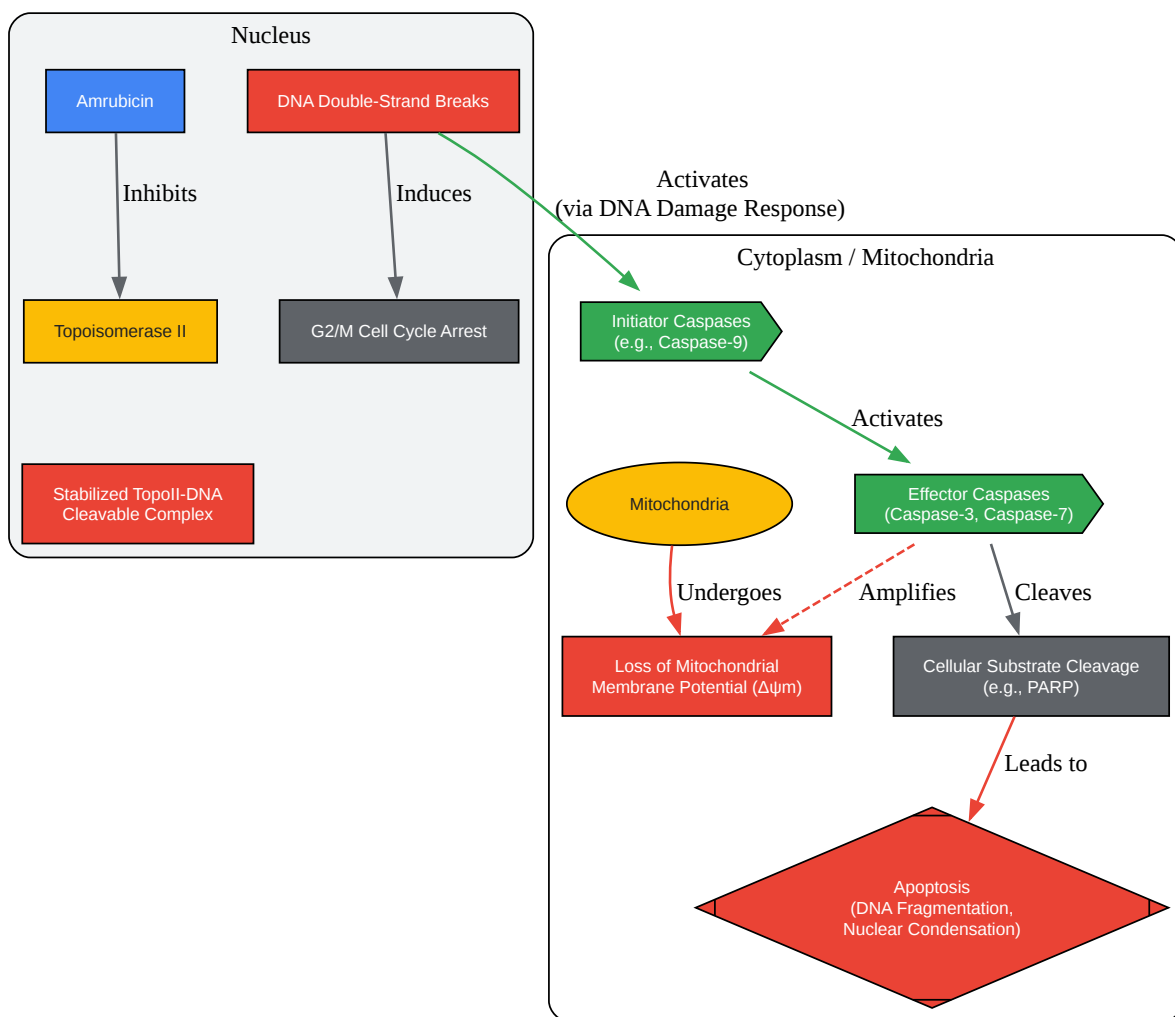 Nucleus
Amrubicin
DNA Double-Strand Breaks
Inhibits
Induces
Activates
(via DNA Damage Response)
Topoisomerase II
G2/M Cell Cycle Arrest
Stabilized TopoII-DNA
Cleavable Complex
Cytoplasm / Mitochondria
Initiator Caspases
(e.g., Caspase-9)
Activates
Mitochondria
Effector Caspases
(Caspase-3, Caspase-7)
Undergoes
Amplifies
Cleaves
Loss of Mitochondrial
Membrane Potential (Δψm)
Cellular Substrate Cleavage
(e.g., PARP)
Leads to
Apoptosis
(DNA Fragmentation,
Nuclear Condensation)